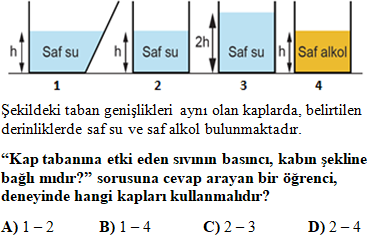 h Saf su h Saf su 2h Saf su h Saf alkol
1 2 3 4
Şekildeki taban genişlikleri aynı olan kaplarda, belirtilen
derinliklerde saf su ve saf alkol bulunmaktadır.
“Kap tabanına etki eden sıvının basıncı, kabın şekline
bağlı mıdır?” sorusuna cevap arayan bir öğrenci,
deneyinde hangi kapları kullanmalıdır?
A) 1 – 2 B) 1 – 4 C) 2 – 3 D) 2 – 4